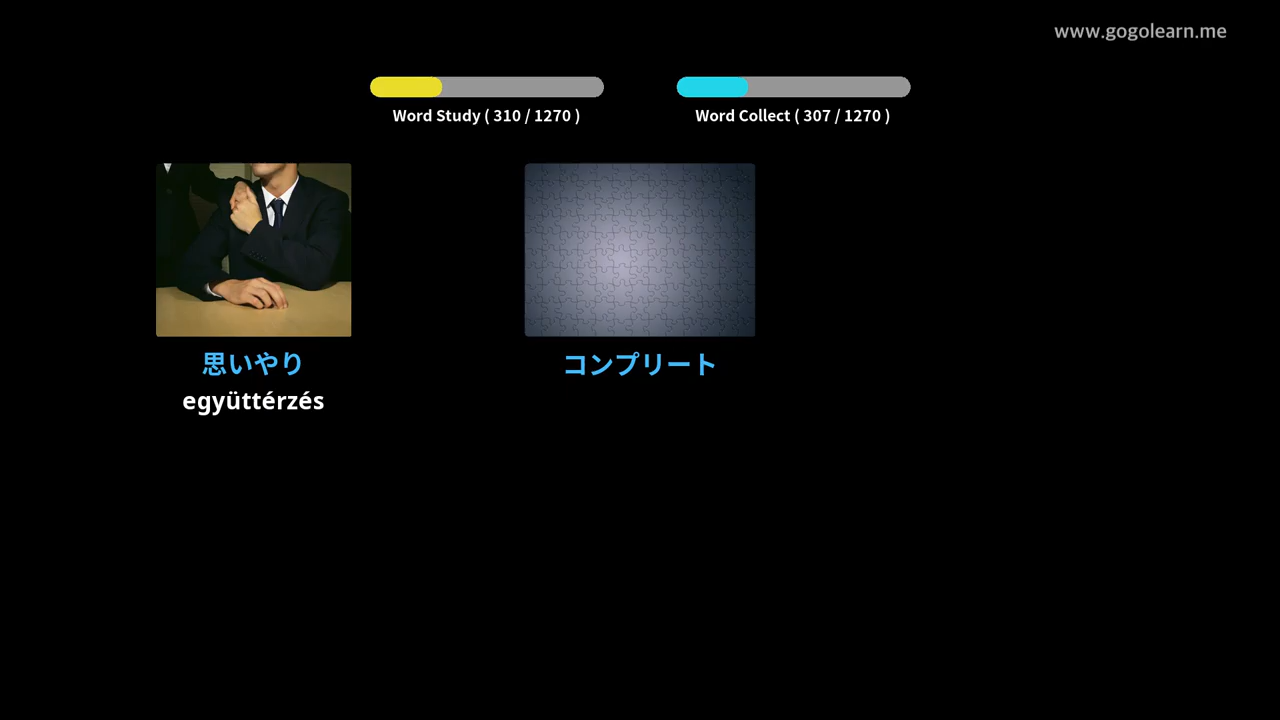 www.gogolearn.me
Word Study ( 310 / 1270 )
Word Collect ( 307 / 1270 )
思いやり
együttérzés
コンプリート